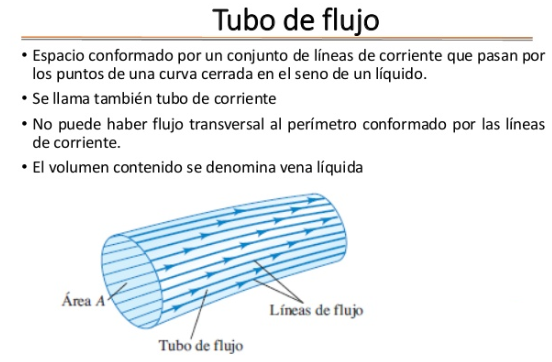 Tubo de flujo
• Espacio conformado por un conjunto de líneas de corriente que pasan por
los puntos de una curva cerrada en el seno de un líquido.
• Se llama también tubo de corriente
• No puede haber flujo transversal al perímetro conformado por las líneas
de corriente.
• El volumen contenido se denomina vena líquida
Área A
Líneas de flujo
Tubo de flujo